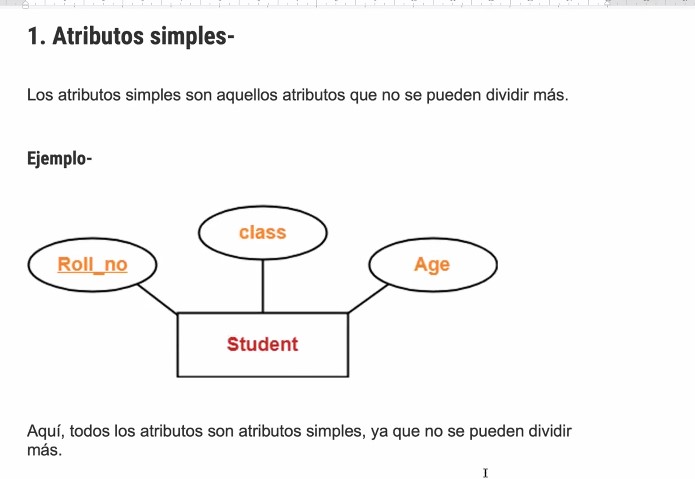 1. Atributos simples-
Los atributos simples son aquellos atributos que no se pueden dividir más.
Ejemplo-
class
Roll_no
Age
Student
Aquí, todos los atributos son atributos simples, ya que no se pueden dividir
más.